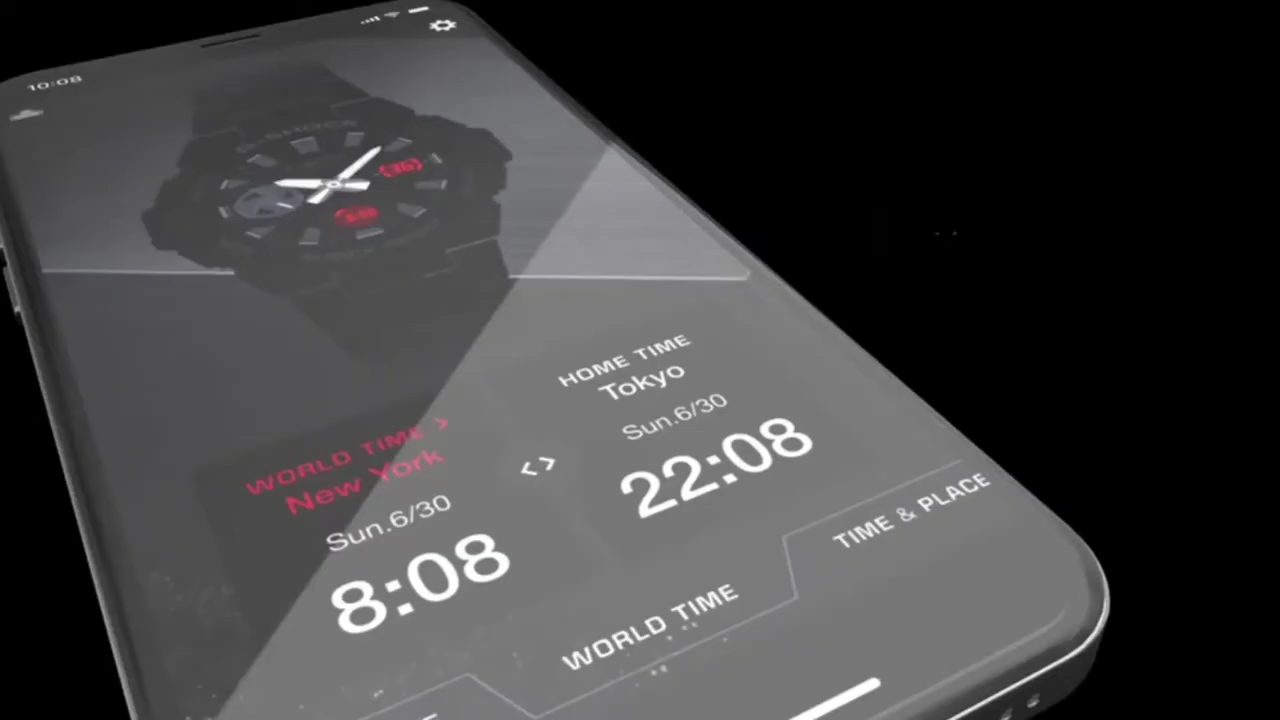 10:08
G-SHOCK
(36)
HOME TIME
Tokyo
Sun.6/30
22:08
WORLD TIME >
New York
Sun.6/30
8:08
< >
TIME & PLACE
WORLD TIME